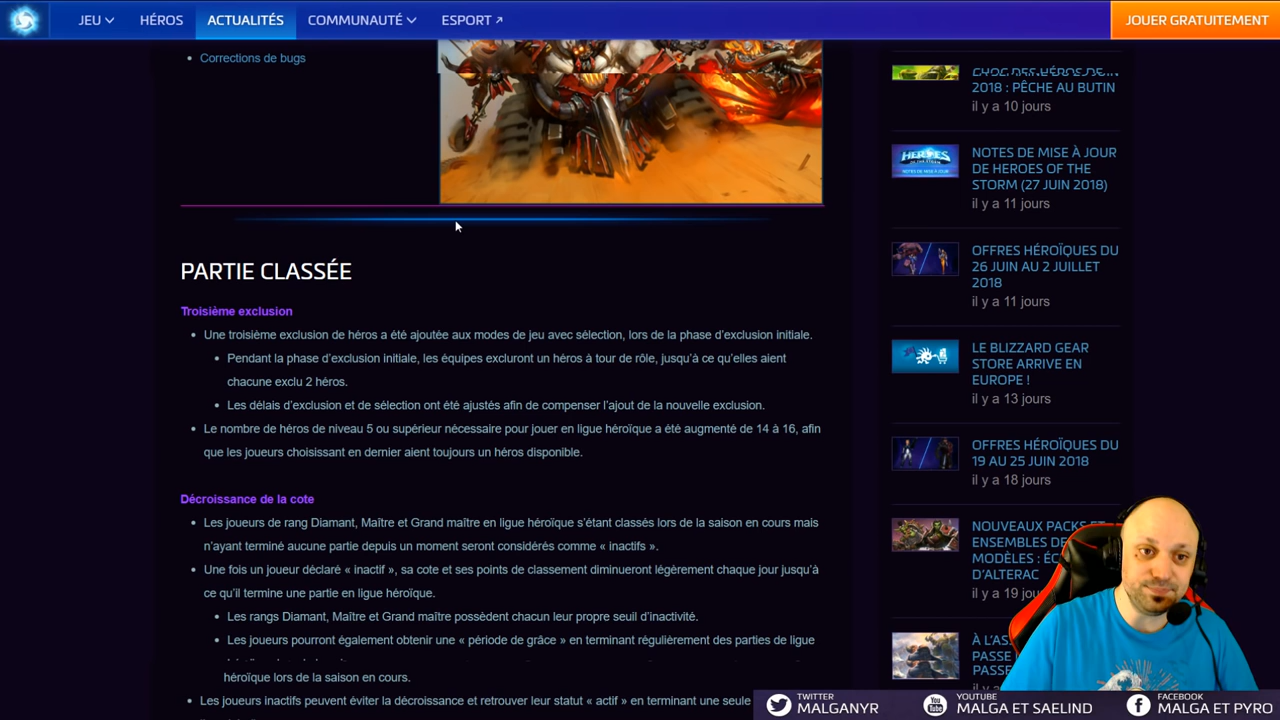 JEU
HÉROS
ACTUALITÉS
COMMUNAUTÉ
ESPORT
JOUER GRATUITEMENT
Corrections de bugs
PARTIE CLASSÉE
Troisième exclusion
Une troisième exclusion de héros a été ajoutée aux modes de jeu avec sélection, lors de la phase d'exclusion initiale.
Pendant la phase d'exclusion initiale, les équipes excluront un héros à tour de rôle, jusqu'à ce qu'elles aient
chacune exclu 2 héros.
Les délais d'exclusion et de sélection ont été ajustés afin de compenser l'ajout de la nouvelle exclusion.
Le nombre de héros de niveau 5 ou supérieur nécessaire pour jouer en ligue héroïque a été augmenté de 14 à 16, afin
que les joueurs choisissant en dernier aient toujours un héros disponible.
Décroissance de la cote
Les joueurs de rang Diamant, Maître et Grand maître en ligue héroïque s'étant classés lors de la saison en cours mais
n'ayant terminé aucune partie depuis un moment seront considérés comme « inactifs ».
Une fois un joueur déclaré « inactif », sa cote et ses points de classement diminueront légèrement chaque jour jusqu'à
ce qu'il termine une partie en ligue héroïque.
Les rangs Diamant, Maître et Grand maître possèdent chacun leur propre seuil d'inactivité.
Les joueurs pourront également obtenir une « période de grâce » en terminant régulièrement des parties de ligue
héroïque lors de la saison en cours.
Les joueurs inactifs peuvent éviter la décroissance et retrouver leur statut « actif » en terminant une seule
CHOC DES HÉROS DE
2018 : PÊCHE AU BUTIN
il y a 10 jours
HEROES
NOTES DE MISE À JOUR
NOTES DE MISE À JOUR
DE HEROES OF THE
STORM (27 JUIN 2018)
il y a 11 jours
OFFRES HÉROÏQUES DU
26 JUIN AU 2 JUILLET
2018
il y a 11 jours
LE BLIZZARD GEAR
STORE ARRIVE EN
EUROPE !
il y a 13 jours
OFFRES HÉROÏQUES DU
19 AU 25 JUIN 2018
il y a 18 jours
NOUVEAUX PACKS ET
ENSEMBLES DE
MODÈLES : ÉC
D'ALTERAC
il y a 19 jou
À L'AS
PASSE
PASSE
TWITTER
MALGANYR
You Tube
YOUTUBE
MALGA ET SAELIND
FACEBOOK
MALGA ET PYRO